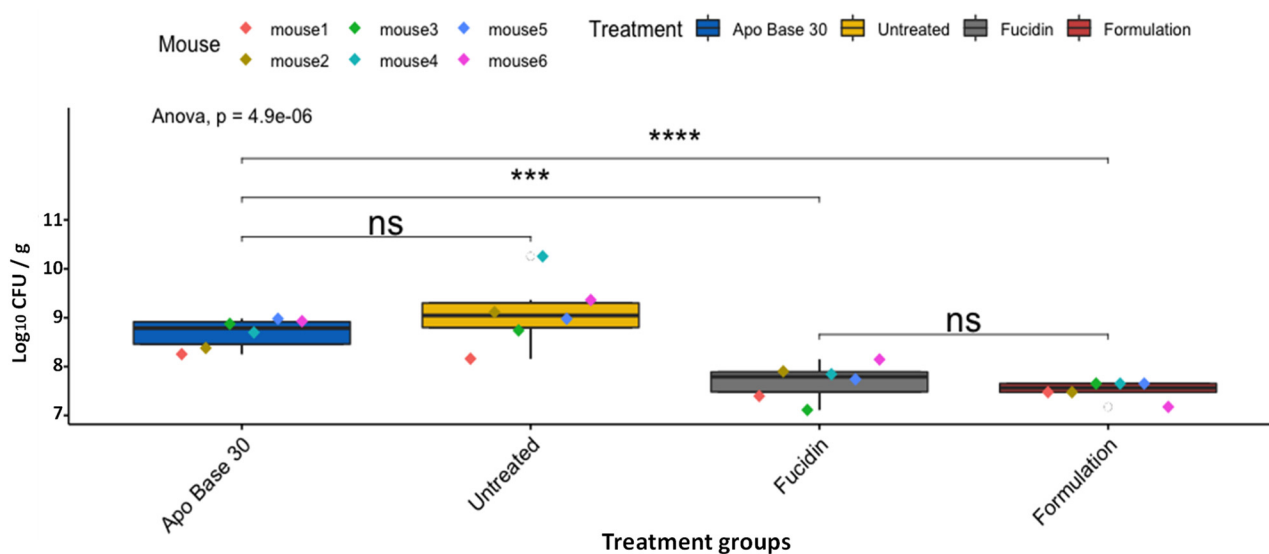 Mouse
mouse1
mouse3
mouse5
mouse2
mouse4
mouse6
Treatment
Apo Base 30
Untreated
Fucidin
Formulation
Anova, p = 4.9e-06
****
***
ns
ns
Log₁₀ CFU / g
11
10
9
8
7
Apo Base 30
Untreated
Fucidin
Formulation
Treatment groups